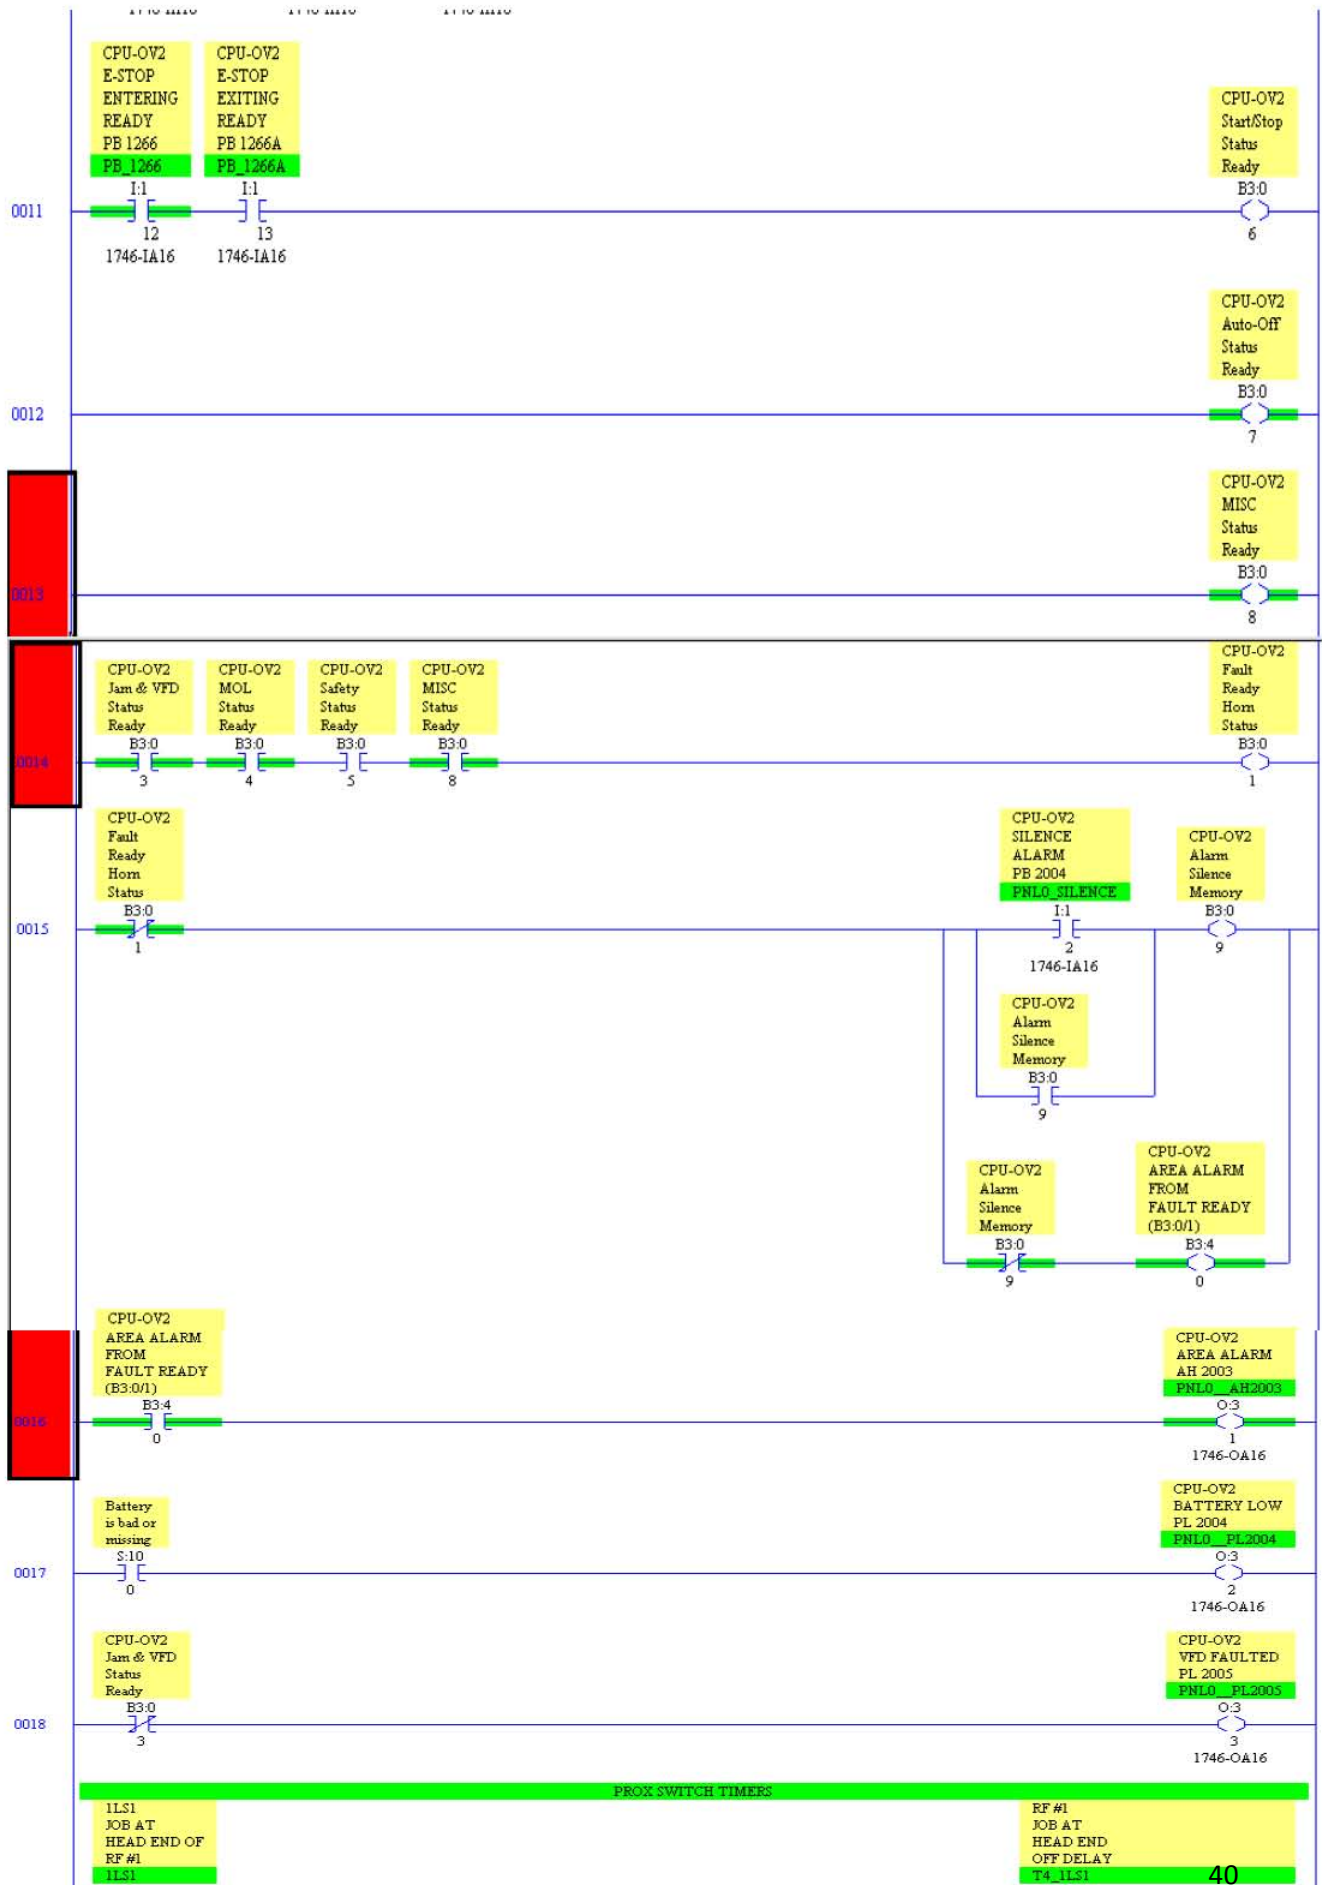 CPU-OV2 CPU-OV2
E-STOP E-STOP
ENTERING EXITING
READY READY
PB 1266 PB 1266A
PB_1266 PB_1266A
I:1 I:1
12 13
1746-IA16 1746-IA16
CPU-OV2
Start/Stop
Status
Ready
B3:0
6
0011
CPU-OV2
Auto-Off
Status
Ready
B3:0
7
0012
CPU-OV2
MISC
Status
Ready
B3:0
8
0013
CPU-OV2 CPU-OV2 CPU-OV2 CPU-OV2
Jam & VFD MOL Safety MISC
Status Status Status Status
Ready Ready Ready Ready
B3:0 B3:0 B3:0 B3:0
3 4 5 8
CPU-OV2
Fault
Ready
Horn
Status
B3:0
1
0014
CPU-OV2
Fault
Ready
Horn
Status
B3:0
1
0015
CPU-OV2
SILENCE
ALARM
PB 2004
PNL0_SILENCE
I:1
2
1746-IA16
CPU-OV2
Alarm
Silence
Memory
B3:0
9
CPU-OV2
Alarm
Silence
Memory
B3:0
9
CPU-OV2
Alarm
Silence
Memory
B3:0
9
CPU-OV2
AREA ALARM
FROM
FAULT READY
(B3:0/1)
B3:4
0
CPU-OV2
AREA ALARM
FROM
FAULT READY
(B3:0/1)
B3:4
0
0016
CPU-OV2
AREA ALARM
AH 2003
PNL0__AH2003
O:3
1
1746-OA16
Battery
is bad or
missing
S:10
0
0017
CPU-OV2
BATTERY LOW
PL 2004
PNL0__PL2004
O:3
2
1746-OA16
CPU-OV2
Jam & VFD
Status
Ready
B3:0
3
0018
CPU-OV2
VFD FAULTED
PL 2005
PNL0__PL2005
O:3
3
1746-OA16
PROX SWITCH TIMERS
1LS1
JOB AT
HEAD END OF
RF #1
1LS1
RF #1
JOB AT
HEAD END
OFF DELAY
T4_1LS1
40